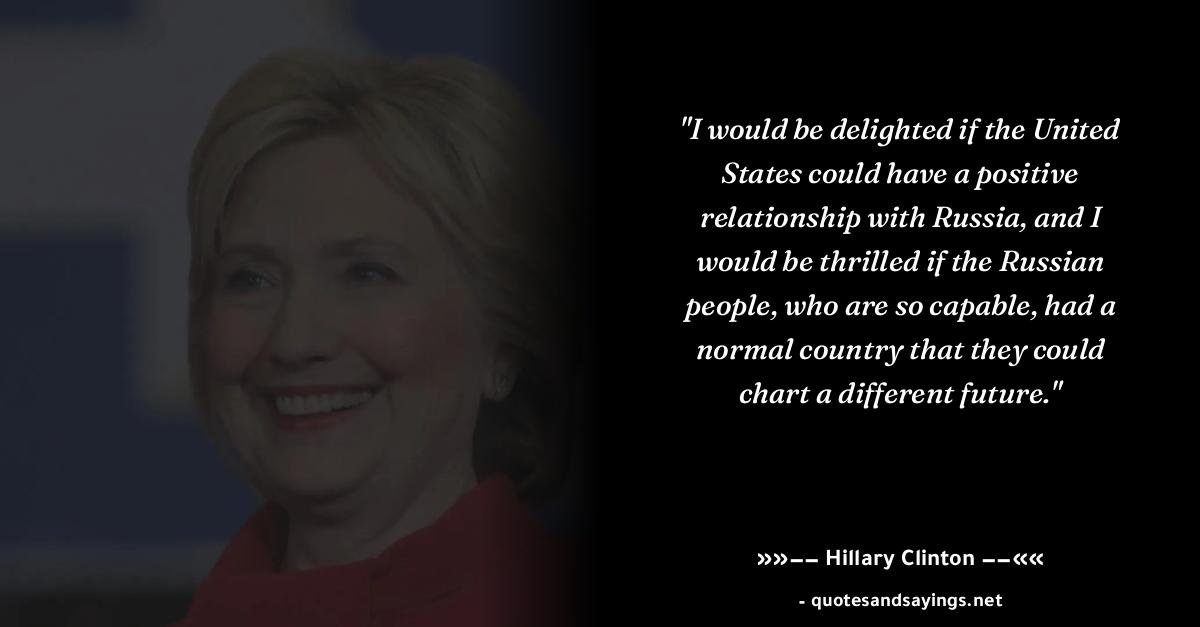 "I would be delighted if the United
States could have a positive
relationship with Russia, and I
would be thrilled if the Russian
people, who are so capable, had a
normal country that they could
chart a different future."
»»−− Hillary Clinton −−««
- quotesandsayings.net